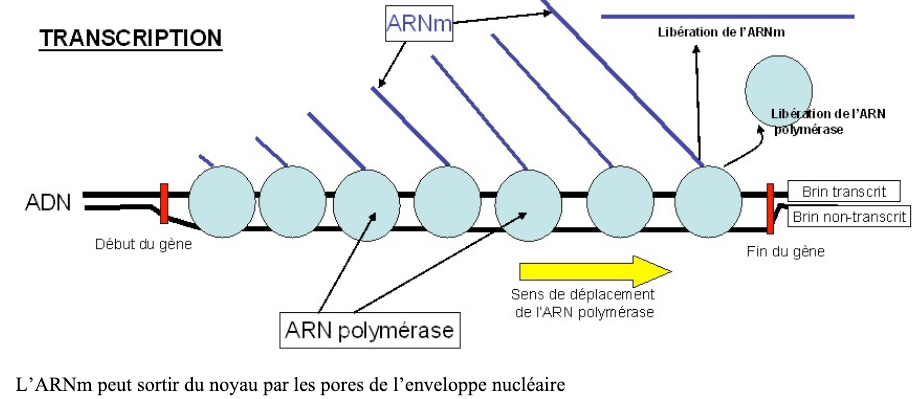 TRANSCRIPTION
ARNm
Libération de l'ARNm
Libération de l'ARN
polymérase
ADN
Brin transcrit
Brin non-transcrit
Début du gène
Fin du gène
Sens de déplacement
de l'ARN polymérase
ARN polymérase
L'ARNm peut sortir du noyau par les pores de l'enveloppe nucléaire